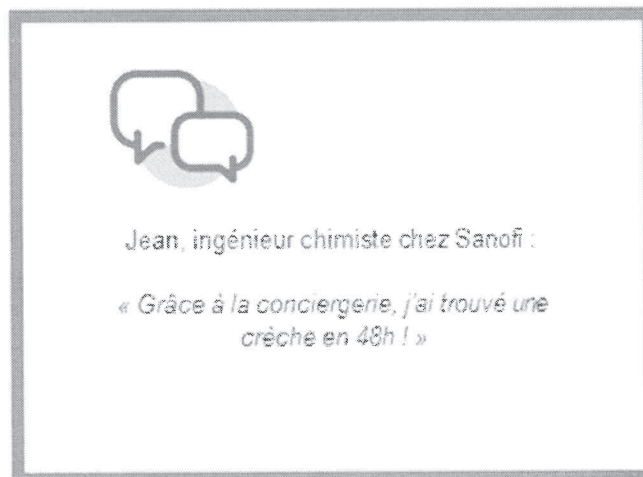 Jean, ingénieur chimiste chez Sanofi :
« Grâce à la conciergerie, j'ai trouvé une
crèche en 48h ! »